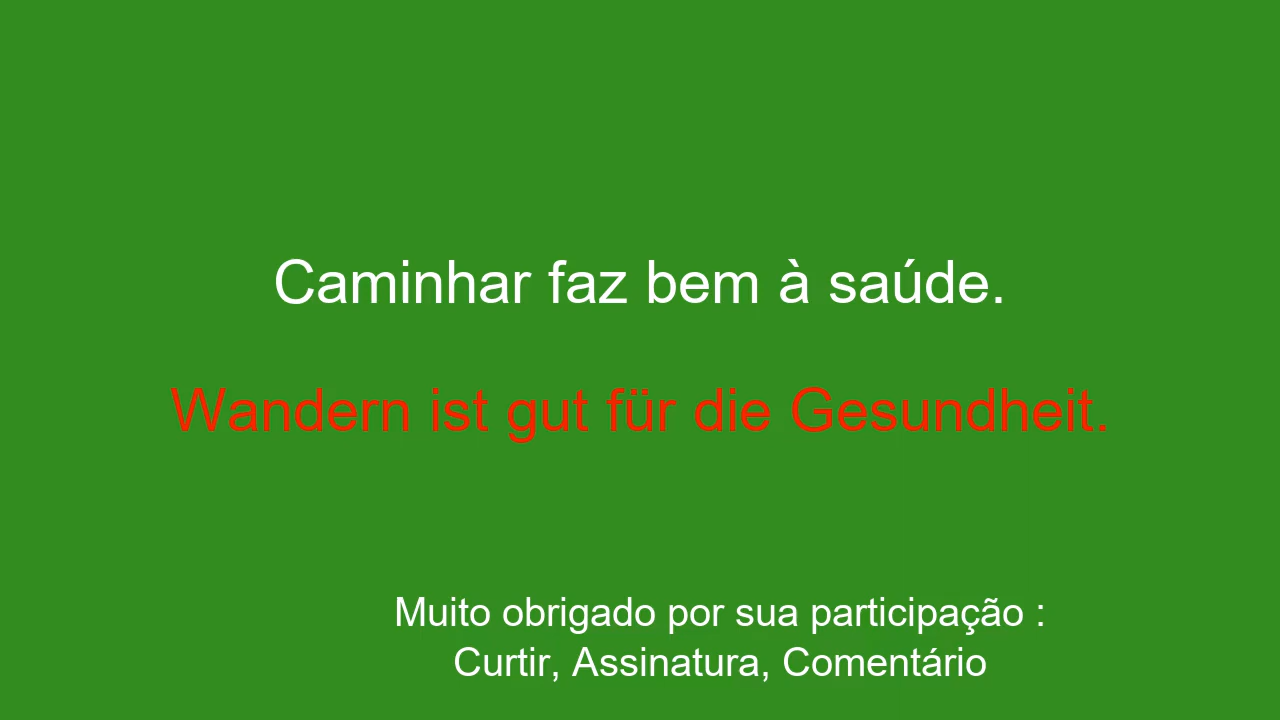 Caminhar faz bem à saúde.
Wandern ist gut für die Gesundheit.
Muito obrigado por sua participação :
Curtir, Assinatura, Comentário